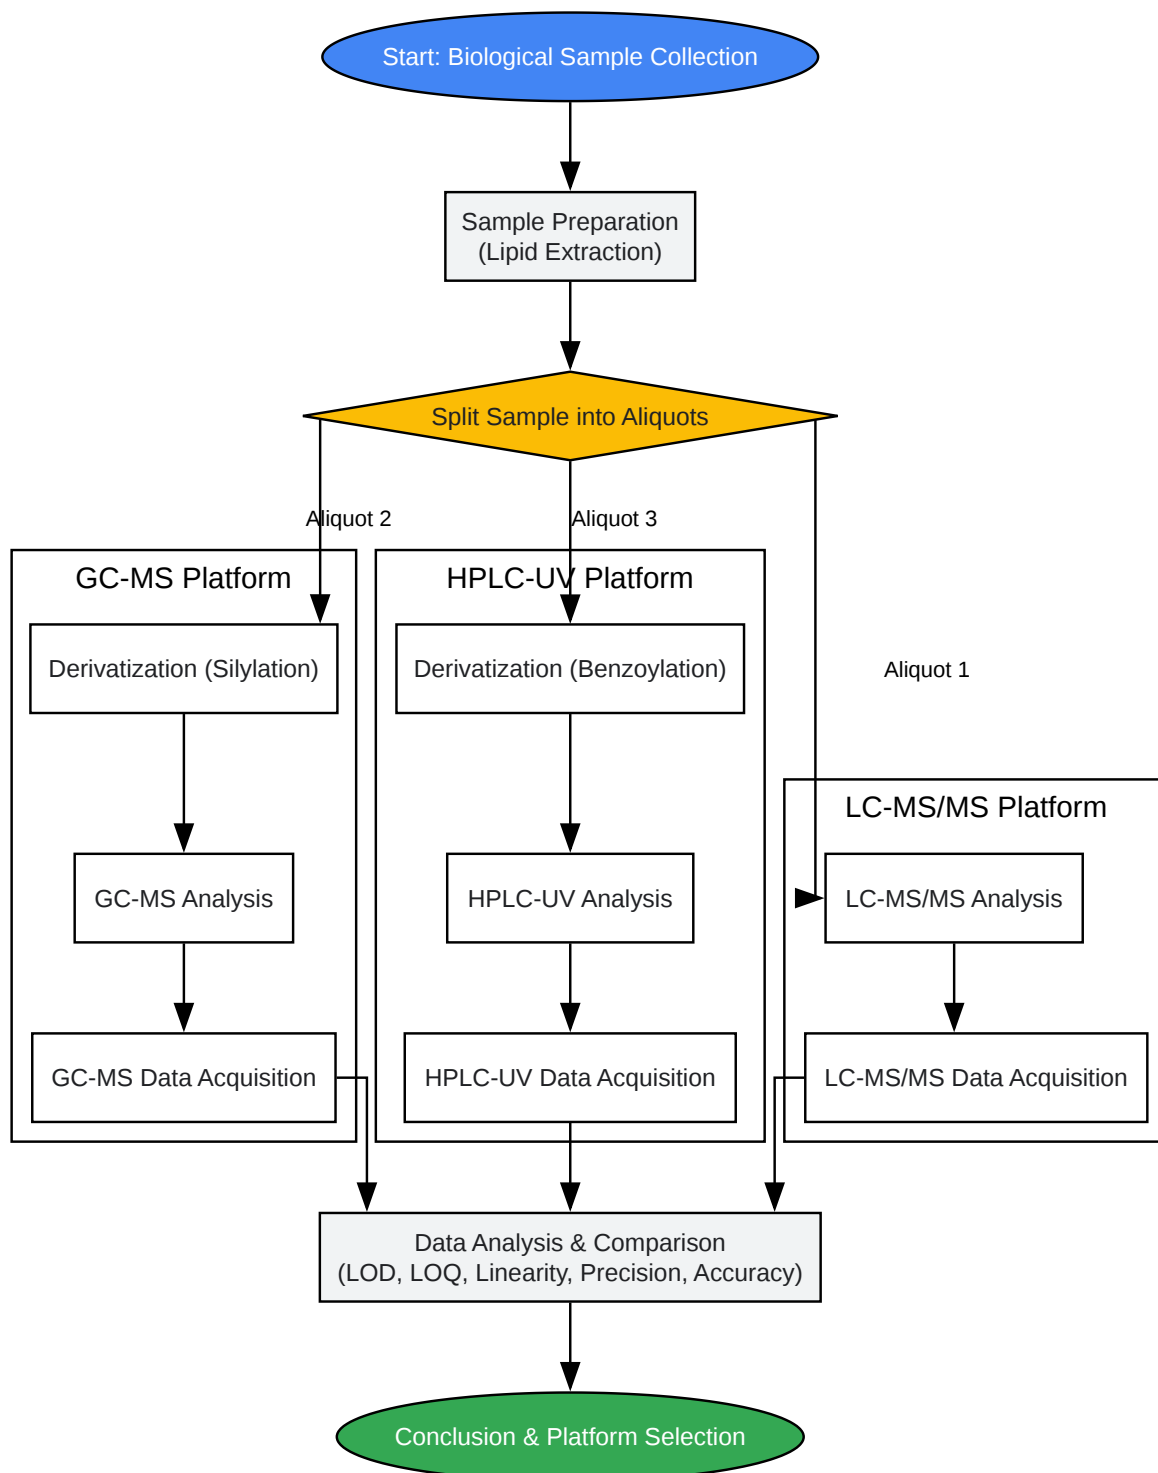 Start: Biological Sample Collection
Sample Preparation
(Lipid Extraction)
Split Sample into Aliquots
Aliquot 2
Aliquot 3
Aliquot 1
GC-MS Platform
Derivatization (Silylation)
GC-MS Analysis
GC-MS Data Acquisition
HPLC-UV Platform
Derivatization (Benzoylation)
HPLC-UV Analysis
HPLC-UV Data Acquisition
LC-MS/MS Platform
LC-MS/MS Analysis
LC-MS/MS Data Acquisition
Data Analysis & Comparison
(LOD, LOQ, Linearity, Precision, Accuracy)
Conclusion & Platform Selection